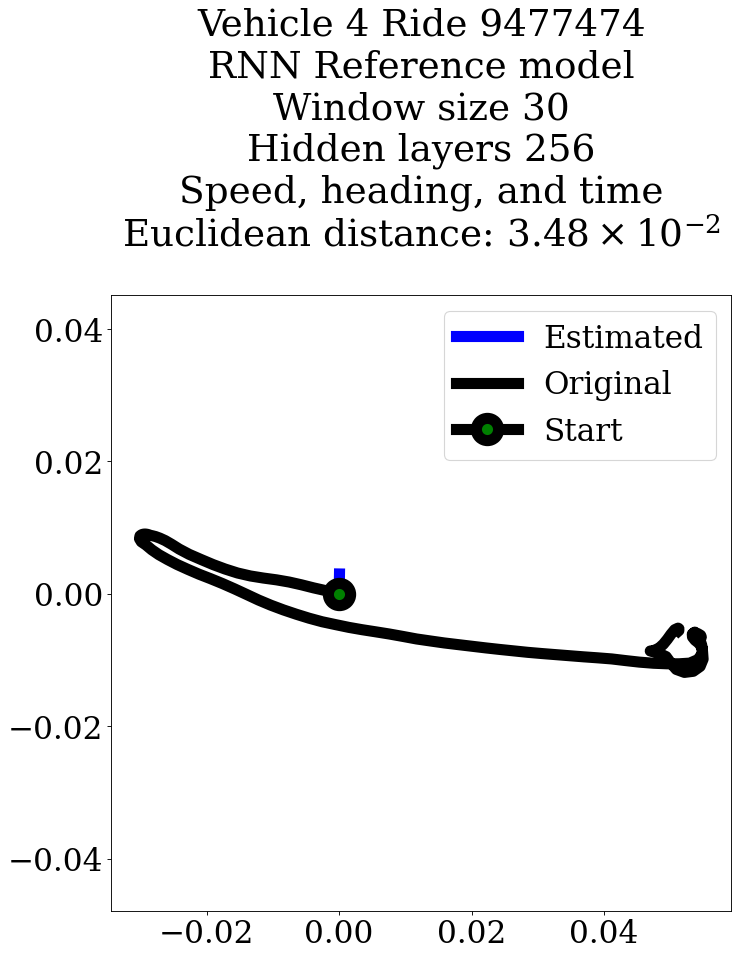 Vehicle 4 Ride 9477474
RNN Reference model
Window size 30
Hidden layers 256
Speed, heading, and time
Euclidean distance: 3.48 × 10⁻²
Estimated
Original
Start
0.04
0.02
0.00
−0.02
−0.04
−0.02
0.00
0.02
0.04